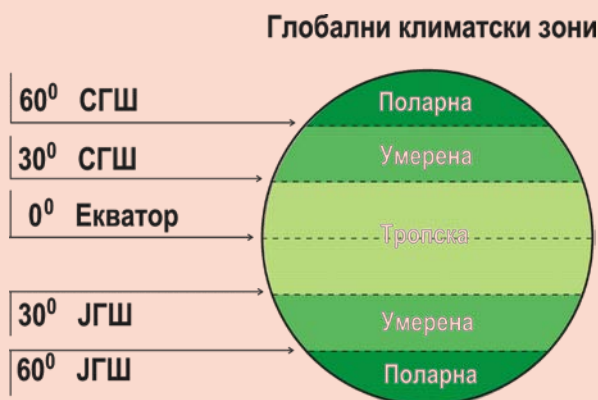 Глобални климатски зони
60⁰ СГШ
Поларна
30⁰ СГШ
Умерена
0⁰ Екватор
Тропска
30⁰ ЈГШ
Умерена
60⁰ ЈГШ
Поларна